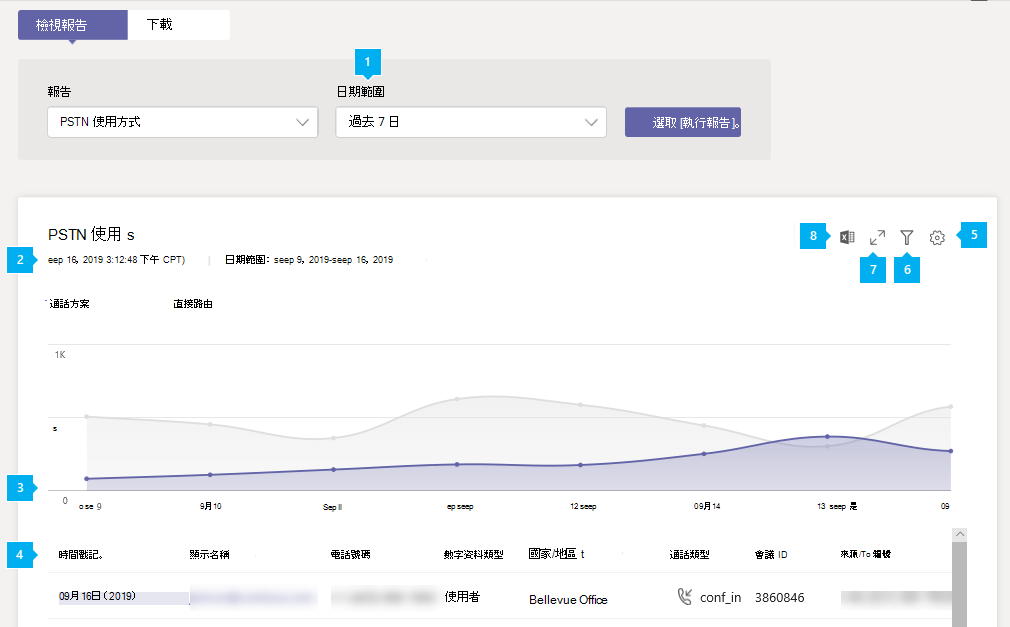 檢視報告 下載
1
報告 日期範圍
PSTN 使用方式 過去 7 日 選取 [執行報告]。
PSTN 使用 s 8 5
2 eep 16, 2019 3:12:48 下午 CPT) | 日期範圍: seep 9, 2019-seep 16, 2019 7 6
通話方案 直接路由
1K
s
3
0 ose 9 9月10 Sep II ep seep 12 seep 09月14 13 seep 是 09
4 時間戳記。 顯示名稱 電話號碼 數字資料類型 國家/地區 t 通話類型 會議 ID 來源/To 編號
09月16日 (2019) 使用者 Bellevue Office conf_in 3860846